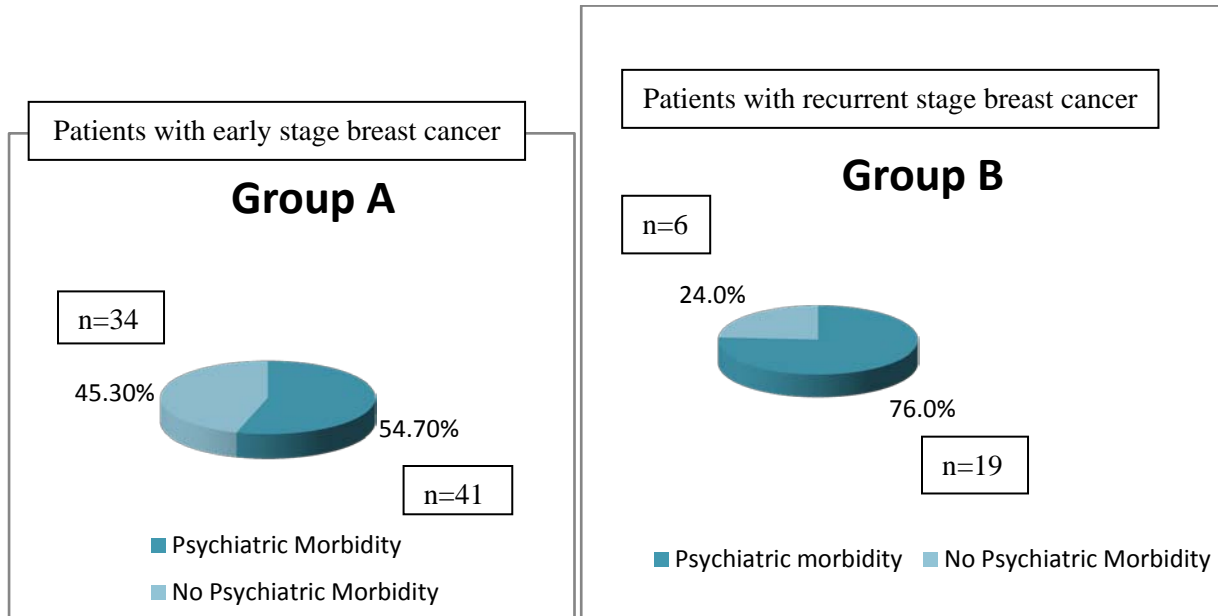 Patients with early stage breast cancer
Group A
n=34
45.30%
54.70%
n=41
Psychiatric Morbidity
No Psychiatric Morbidity
Patients with recurrent stage breast cancer
Group B
n=6
24.0%
76.0%
n=19
Psychiatric morbidity No Psychiatric Morbidity